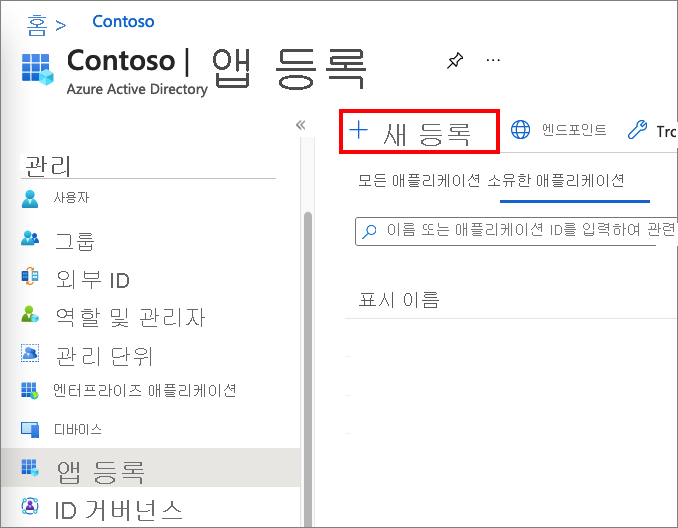 홈 > Contoso
Contoso | 앱 등록
Azure Active Directory
새 등록 엔드포인트 Tro
모든 애플리케이션 소유한 애플리케이션
이름 또는 애플리케이션 ID를 입력하여 관련
표시 이름
관리
사용자
그룹
외부 ID
역할 및 관리자
관리 단위
엔터프라이즈 애플리케이션
디바이스
앱 등록
ID 거버넌스